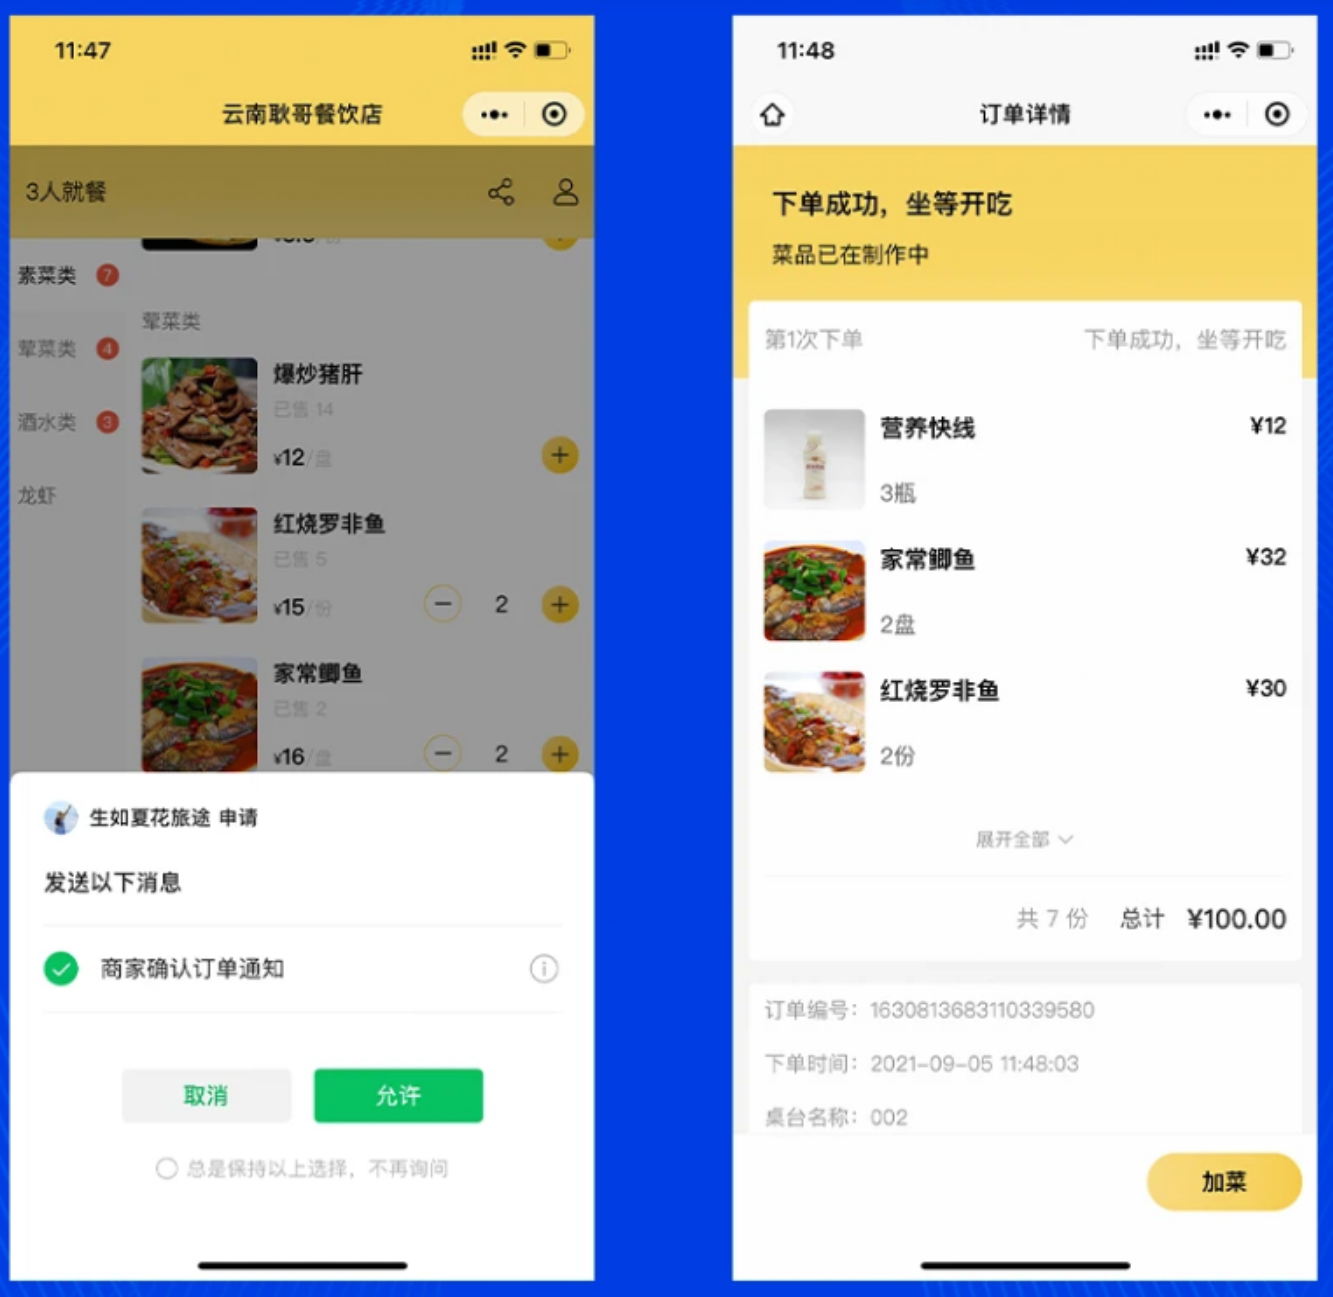 11:47
云南耿哥餐饮店
3人就餐
素菜类 7
荤菜类
荤菜类 4
爆炒猪肝
已售 14
酒水类 3
¥12/盘
龙虾
红烧罗非鱼
已售 5
¥15/份 2
家常鲫鱼
已售 2
¥16/盘 2
生如夏花旅途 申请
发送以下消息
商家确认订单通知
取消 允许
总是保持以上选择，不再询问
11:48
订单详情
下单成功，坐等开吃
菜品已在制作中
第1次下单 下单成功，坐等开吃
营养快线 ¥12
3瓶
家常鲫鱼 ¥32
2盘
红烧罗非鱼 ¥30
2份
展开全部
共 7 份 总计 ¥100.00
订单编号：1630813683110339580
下单时间：2021-09-05 11:48:03
桌台名称：002
加菜